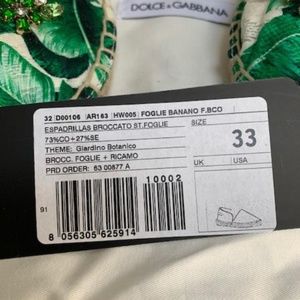 DOLCE & GABBANA
32 D00106 AR163 HW005: FOGLIE BANANO F.BCO
ESPADRILLAS BROCCATO ST.FOGLIE
73%CO+27%SE
THEME: Giardino Botanico
BROCC. FOGLIE + RICAMO
PRD ORDER: 63 00877 A
SIZE
33
UK
USA
10002
91
8 056305 625914